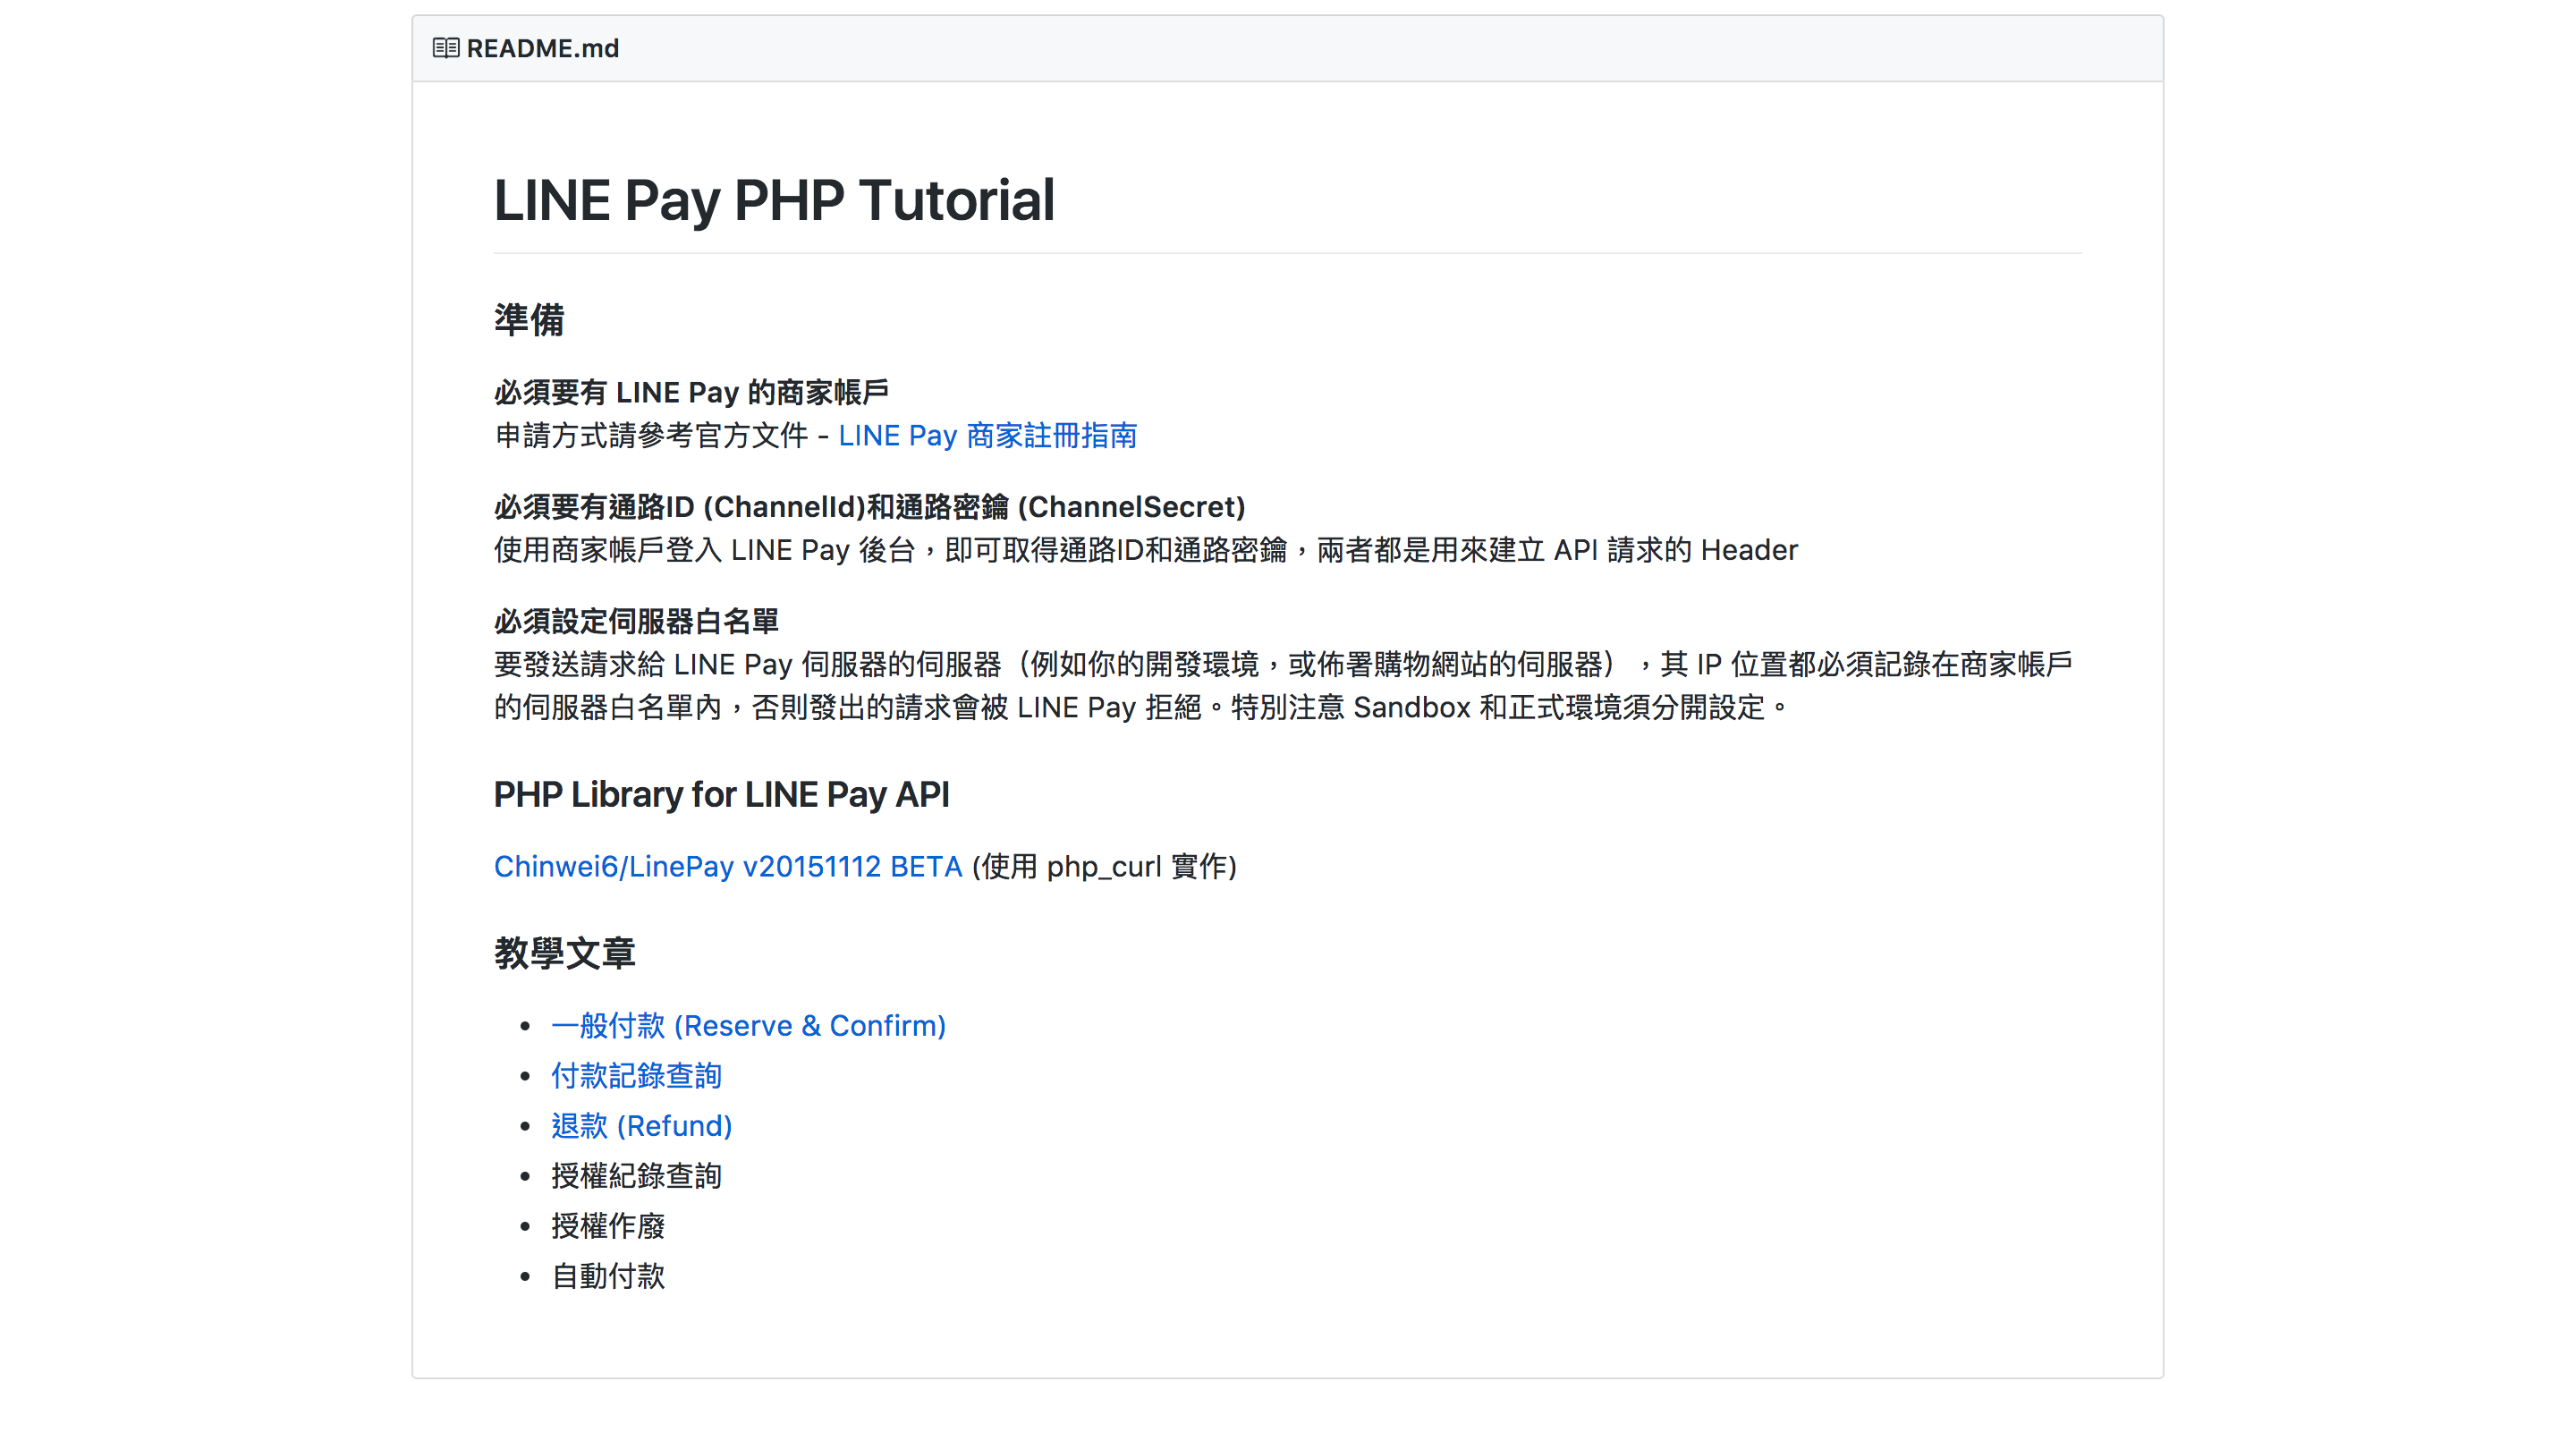 README.md
LINE Pay PHP Tutorial
準備
必須要有 LINE Pay 的商家帳戶
申請方式請參考官方文件 - LINE Pay 商家註冊指南
必須要有通路ID (ChannelId)和通路密鑰 (ChannelSecret)
使用商家帳戶登入 LINE Pay 後台，即可取得通路ID和通路密鑰，兩者都是用來建立 API 請求的 Header
必須設定伺服器白名單
要發送請求給 LINE Pay 伺服器的伺服器（例如你的開發環境，或佈署購物網站的伺服器），其 IP 位置都必須記錄在商家帳戶
的伺服器白名單內，否則發出的請求會被 LINE Pay 拒絕。特別注意 Sandbox 和正式環境須分開設定。
PHP Library for LINE Pay API
Chinwei6/LinePay v20151112 BETA (使用 php_curl 實作)
教學文章
• 一般付款 (Reserve & Confirm)
• 付款記錄查詢
• 退款 (Refund)
• 授權紀錄查詢
• 授權作廢
• 自動付款